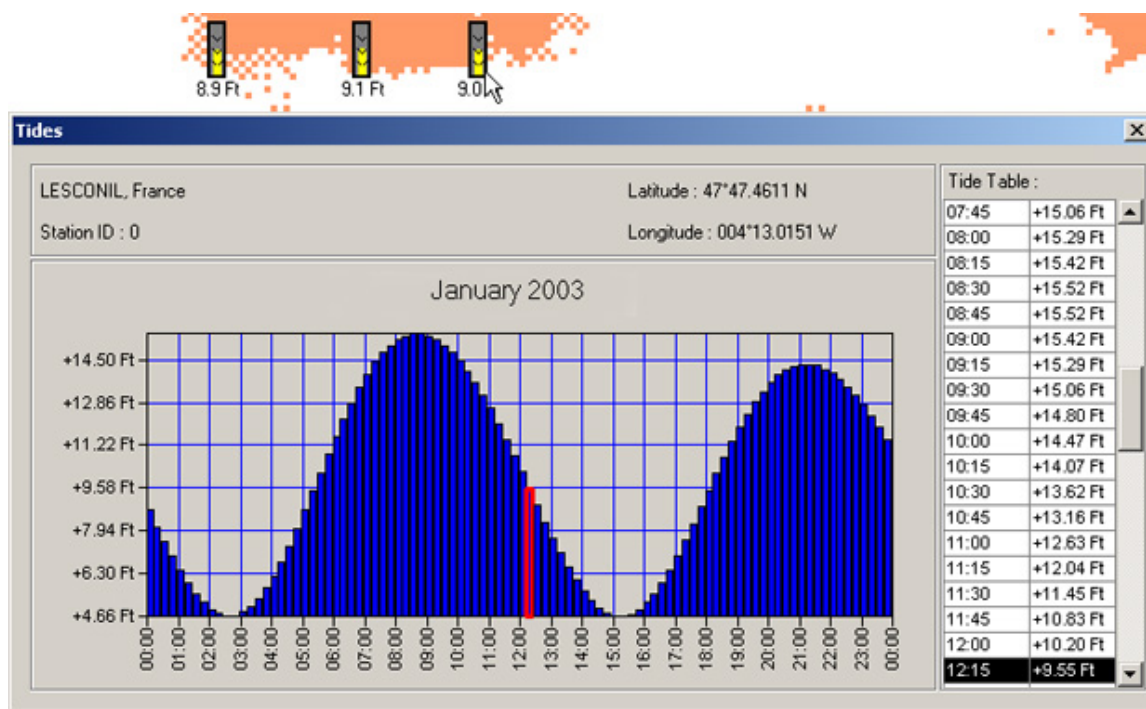 8.9 Ft
9.1 Ft
9.0
Tides
LESCONIL, France
Latitude : 47°47.4611 N
Station ID : 0
Longitude : 004°13.0151 W
January 2003
+14.50 Ft
+12.86 Ft
+11.22 Ft
+9.58 Ft
+7.94 Ft
+6.30 Ft
+4.66 Ft
00:00
01:00
02:00
03:00
04:00
05:00
06:00
07:00
08:00
09:00
10:00
11:00
12:00
13:00
14:00
15:00
16:00
17:00
18:00
19:00
20:00
21:00
22:00
23:00
00:00
Tide Table :
07:45 +15.06 Ft
08:00 +15.29 Ft
08:15 +15.42 Ft
08:30 +15.52 Ft
08:45 +15.52 Ft
09:00 +15.42 Ft
09:15 +15.29 Ft
09:30 +15.06 Ft
09:45 +14.80 Ft
10:00 +14.47 Ft
10:15 +14.07 Ft
10:30 +13.62 Ft
10:45 +13.16 Ft
11:00 +12.63 Ft
11:15 +12.04 Ft
11:30 +11.45 Ft
11:45 +10.83 Ft
12:00 +10.20 Ft
12:15 +9.55 Ft